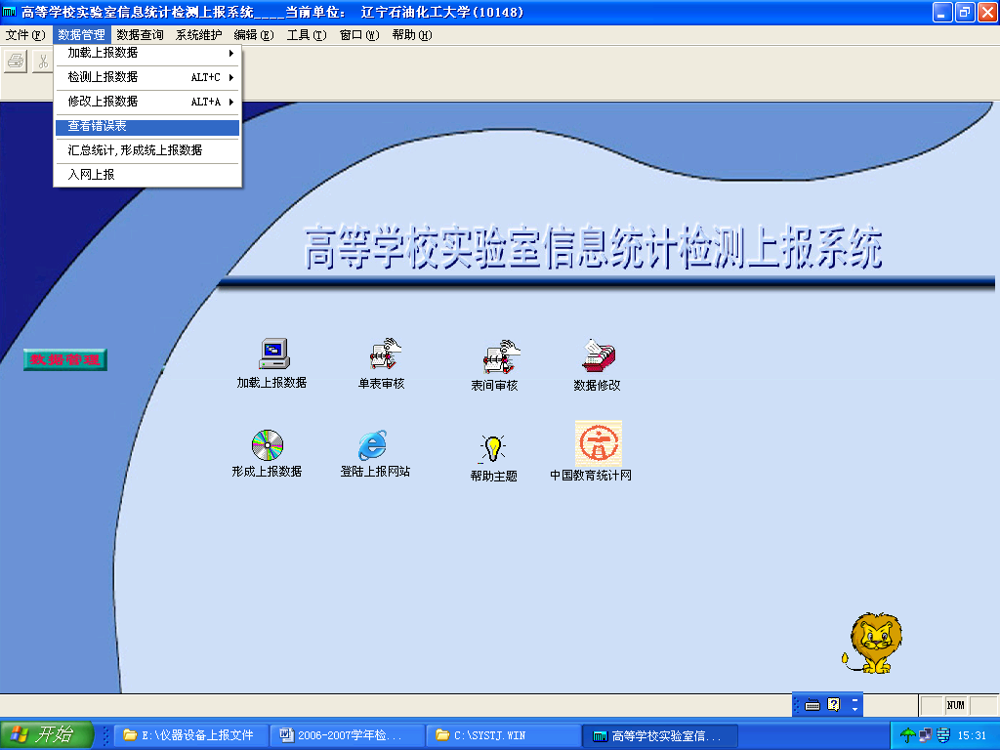 高等学校实验室信息统计检测上报系统____当前单位: 辽宁石油化工大学(10148)
文件(F) 数据管理 数据查询 系统维护 编辑(E) 工具(T) 窗口(W) 帮助(H)
加载上报数据
检测上报数据 ALT+C
修改上报数据 ALT+A
查看错误表
汇总统计,形成统上报数据
入网上报
高等学校实验室信息统计检测上报系统
数据管理
加载上报数据 单表审核 表间审核 数据修改
形成上报数据 登陆上报网站 帮助主题 中国教育统计网
NUM
开始 E:\仪器设备上报文件 2006-2007学年检... C:\SYSTJ.WIN 高等学校实验室信... 15:31